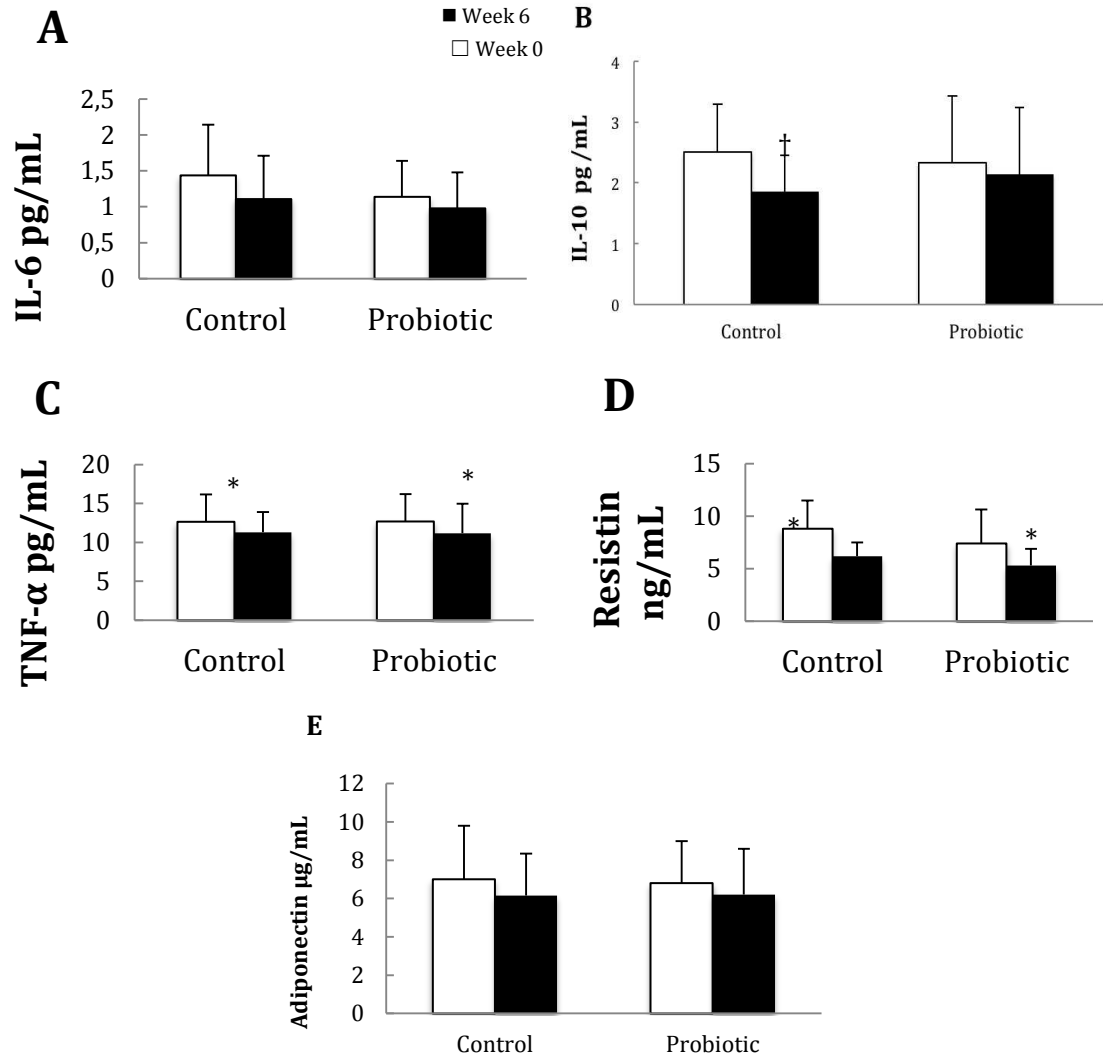 A
■ Week 6
□ Week 0
IL-6 pg/mL
2,5
2
1,5
1
0,5
0
Control Probiotic
B
IL-10 pg /mL
4
3
2
1
0
‡
Control Probiotic
C
TNF-α pg/mL
20
15
10
5
0
* *
Control Probiotic
D
Resistin
ng/mL
15
10
5
0
* *
Control Probiotic
E
Adiponectin µg/mL
12
10
8
6
4
2
0
Control Probiotic